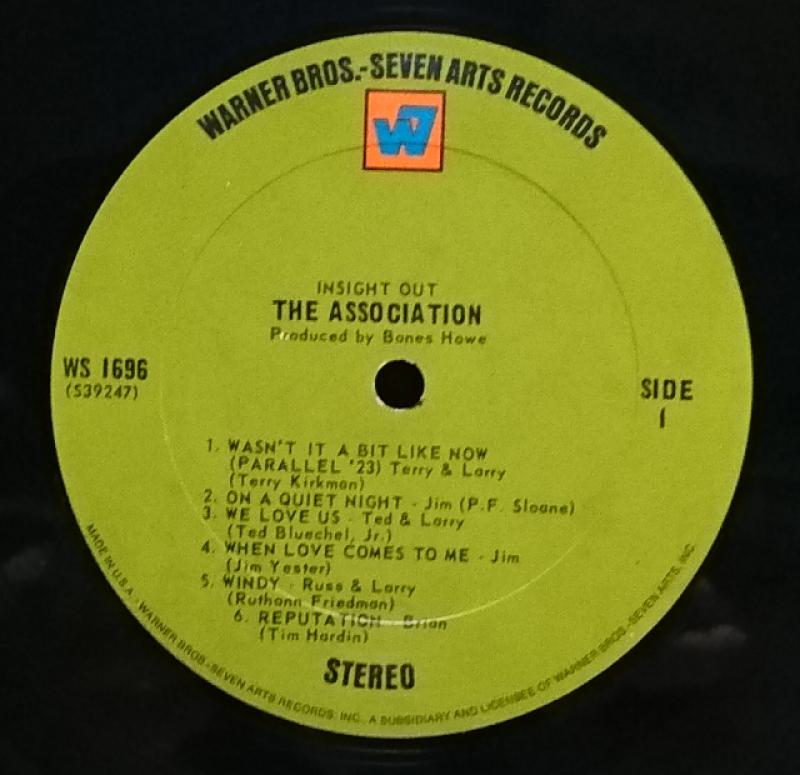 WARNER BROS.-SEVEN ARTS RECORDS
W7
INSIGHT OUT
THE ASSOCIATION
Produced by Bones Howe
WS 1696
(S39247)
SIDE
1
1. WASN'T IT A BIT LIKE NOW
(PARALLEL '23) Terry & Larry
(Terry Kirkman)
2. ON A QUIET NIGHT - Jim (P.F. Sloane)
3. WE LOVE US - Ted & Larry
(Ted Bluechel, Jr.)
4. WHEN LOVE COMES TO ME - Jim
(Jim Yester)
5. WINDY - Russ & Larry
(Ruthann Friedman)
6. REPUTATION - Brian
(Tim Hardin)
STEREO
MADE IN U.S.A. - WARNER BROS.-SEVEN ARTS RECORDS, INC., A SUBSIDIARY AND LICENSEE OF WARNER BROS.-SEVEN ARTS, INC.